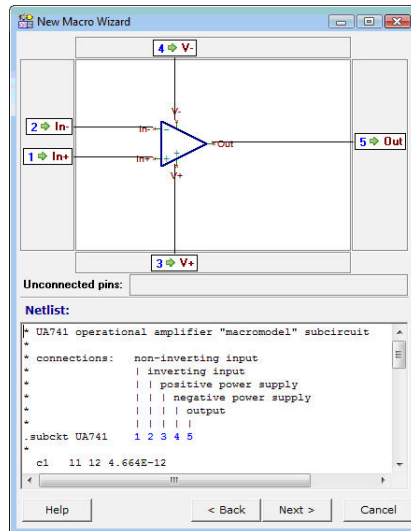 New Macro Wizard
4 ⇨ V-
V-
2 ⇨ In-
In-
Out
5 ⇨ Out
1 ⇨ In+
In+
V+
3 ⇨ V+
Unconnected pins:
Netlist:
* UA741 operational amplifier "macromodel" subcircuit
*
* connections:   non-inverting input
*                | inverting input
*                | | positive power supply
*                | | | negative power supply
*                | | | | output
*                | | | | |
.subckt UA741    1 2 3 4 5
*
c1   11 12 4.664E-12
Help
< Back
Next >
Cancel